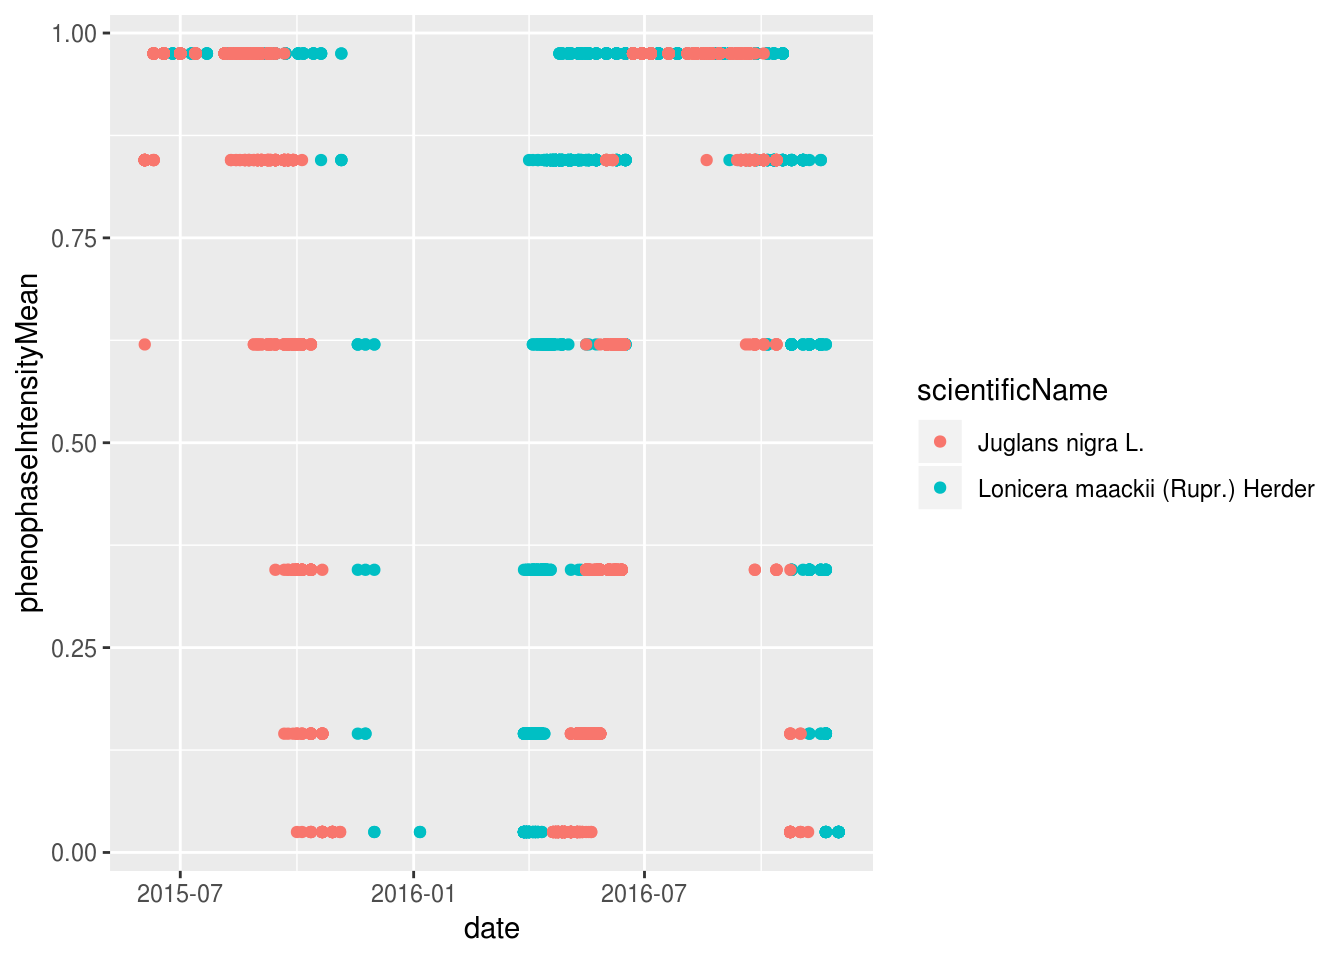 1.00
0.75
0.50
0.25
0.00
phenophaseIntensityMean
2015-07
2016-01
2016-07
date
scientificName
Juglans nigra L.
Lonicera maackii (Rupr.) Herder